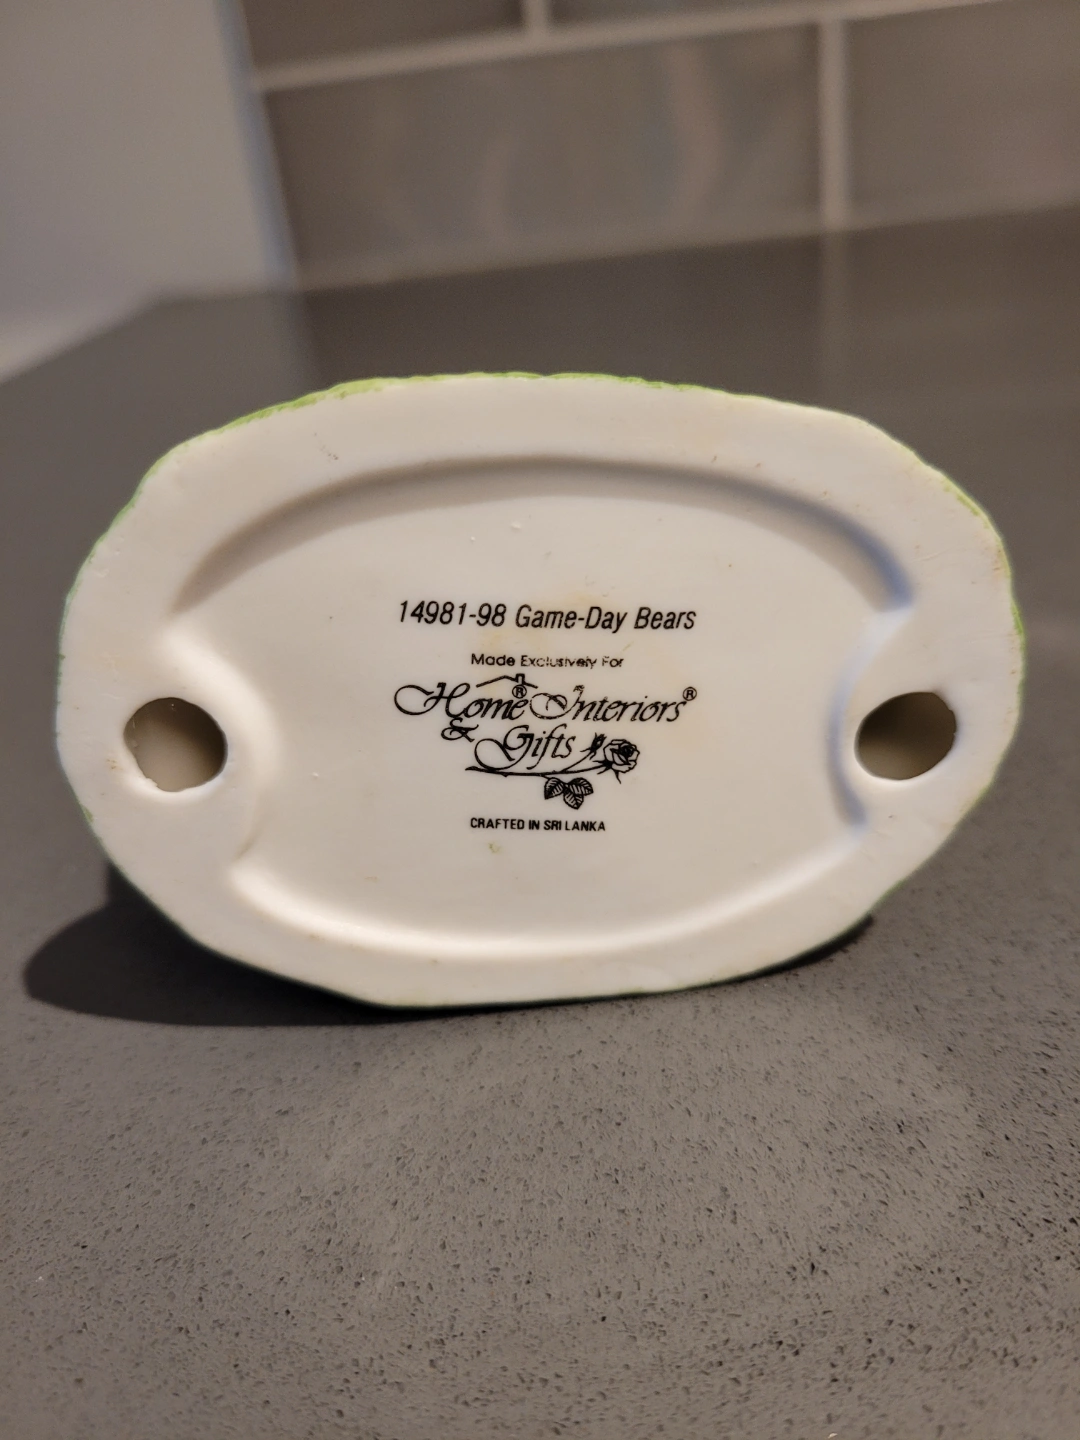 14981-98 Game-Day Bears
Made Exclusively For
Home® Interiors®
& Gifts
CRAFTED IN SRI LANKA